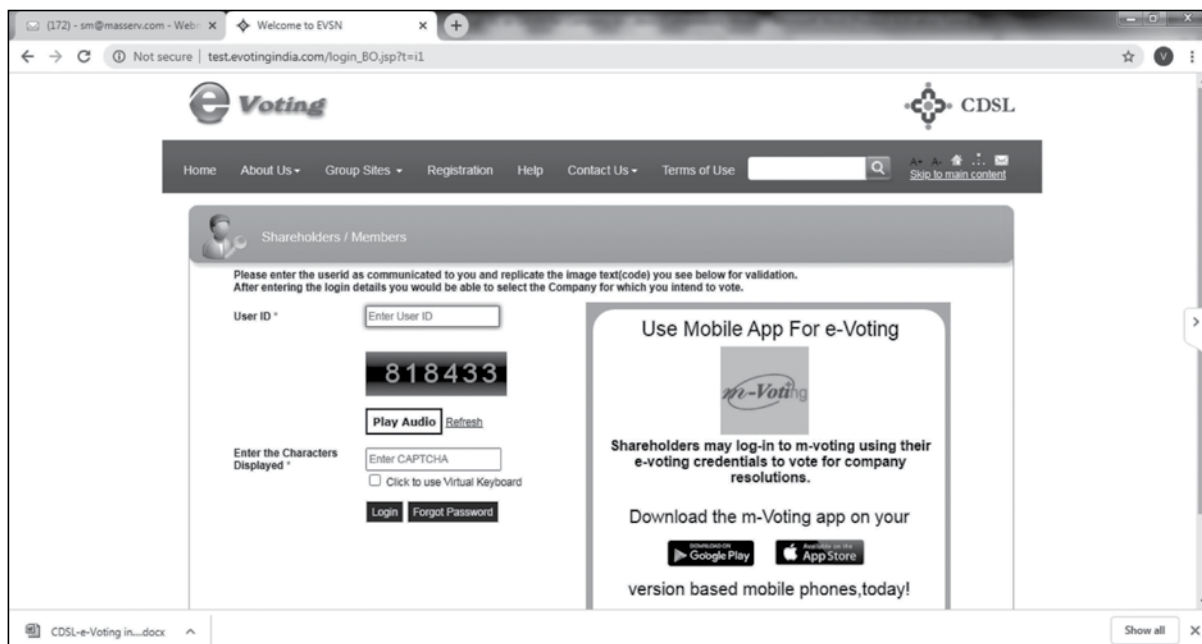 (172) - sm@masserv.com - Web
Welcome to EVSN
Not secure | test.evotingindia.com/login_BO.jsp?t=i1
V
e Voting
CDSL
Home About Us Group Sites Registration Help Contact Us Terms of Use
A+ A-
Skip to main content
Shareholders / Members
Please enter the userid as communicated to you and replicate the image text(code) you see below for validation.
After entering the login details you would be able to select the Company for which you intend to vote.
User ID *
Enter User ID
818433
Play Audio Refresh
Enter the Characters
Displayed *
Enter CAPTCHA
Click to use Virtual Keyboard
Login Forgot Password
Use Mobile App For e-Voting
m-Voting
Shareholders may log-in to m-voting using their
e-voting credentials to vote for company
resolutions.
Download the m-Voting app on your
DOWNLOAD ON
Google Play
Available on the
App Store
version based mobile phones,today!
CDSL-e-Voting in....docx
Show all